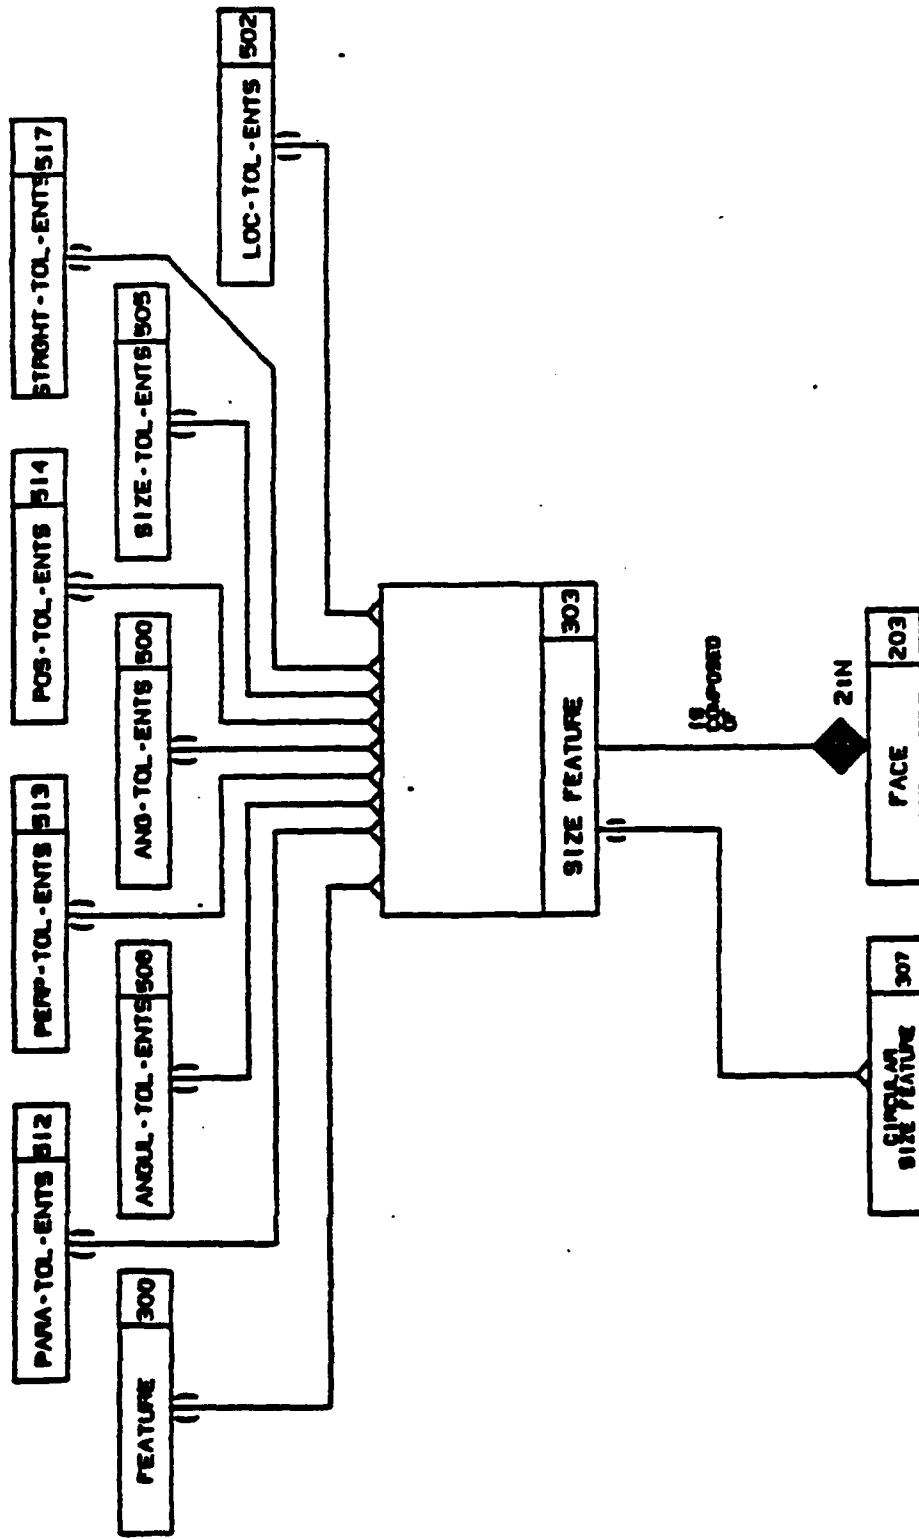 PARA-TOL-ENTS 512
PERP-TOL-ENTS 513
POS-TOL-ENTS 514
STRGHT-TOL-ENTS 517
FEATURE 300
ANGUL-TOL-ENTS 508
ANG-TOL-ENTS 500
SIZE-TOL-ENTS 505
LOC-TOL-ENTS 502
SIZE FEATURE 303
IS
COMPOSED
OF
21N
CIRCULAR
SIZE FEATURE
307
FACE 203